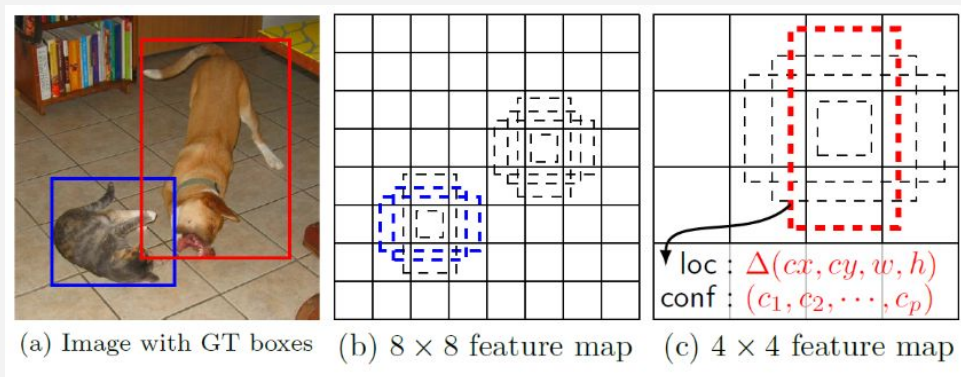 loc : Δ(cx, cy, w, h)
conf : (c₁, c₂, ⋯, cₚ)
(a) Image with GT boxes
(b) 8 × 8 feature map
(c) 4 × 4 feature map